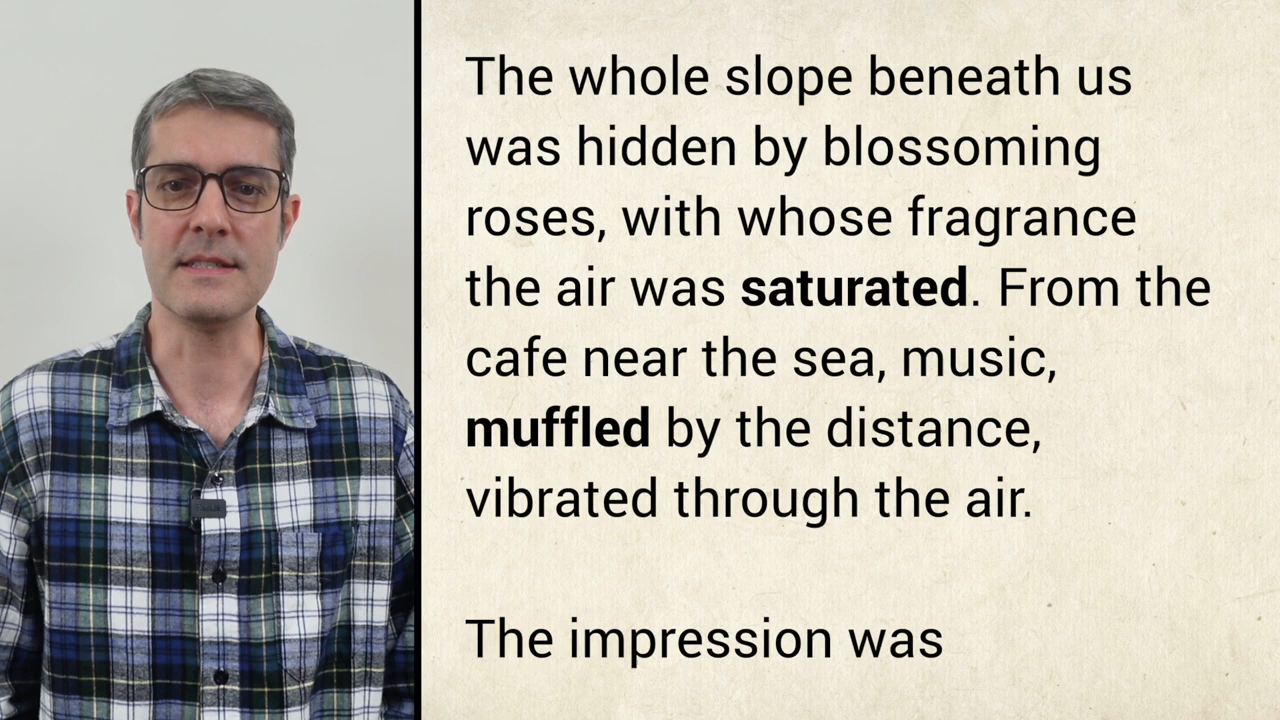 The whole slope beneath us
was hidden by blossoming
roses, with whose fragrance
the air was saturated. From the
cafe near the sea, music,
muffled by the distance,
vibrated through the air.
The impression was